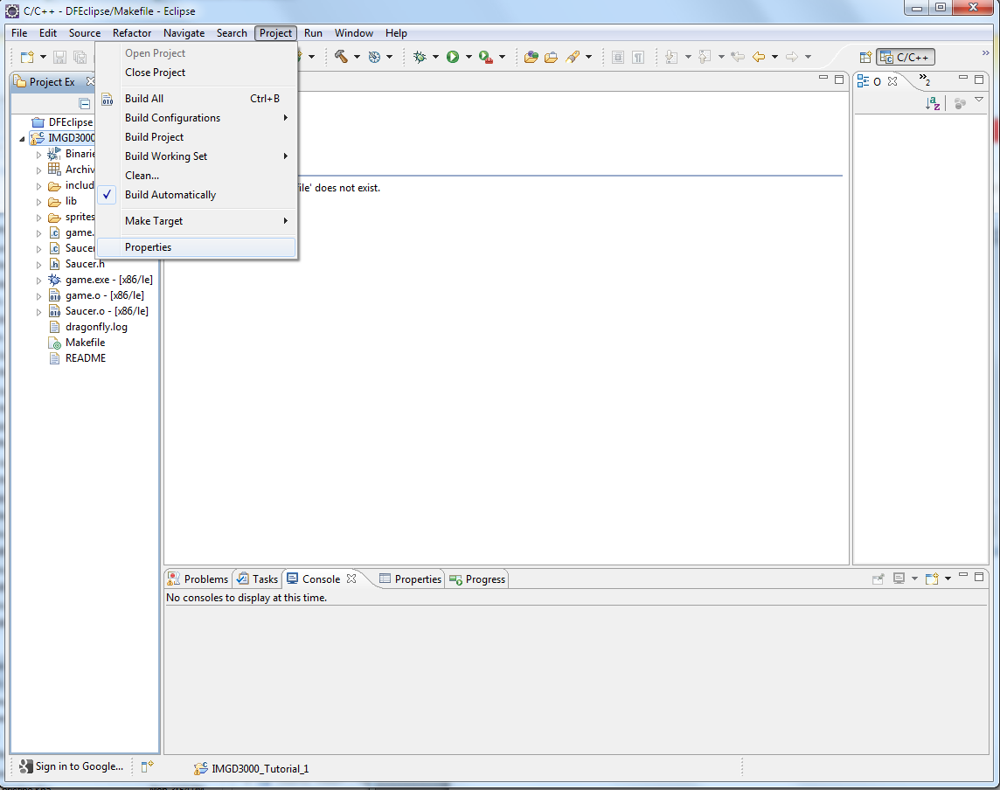 C/C++ - DFEclipse/Makefile - Eclipse
File Edit Source Refactor Navigate Search Project Run Window Help
C/C++
Project Ex
Open Project
Close Project
Build All Ctrl+B
Build Configurations
Build Project
Build Working Set
Clean...
Build Automatically
Make Target
Properties
DFEclipse
IMGD3000
Binarie
Archiv
includ
lib
sprites
game.
Saucer
Saucer.h
game.exe - [x86/le]
game.o - [x86/le]
Saucer.o - [x86/le]
dragonfly.log
Makefile
README
ile' does not exist.
O
2
Problems Tasks Console Properties Progress
No consoles to display at this time.
Sign in to Google...
IMGD3000_Tutorial_1